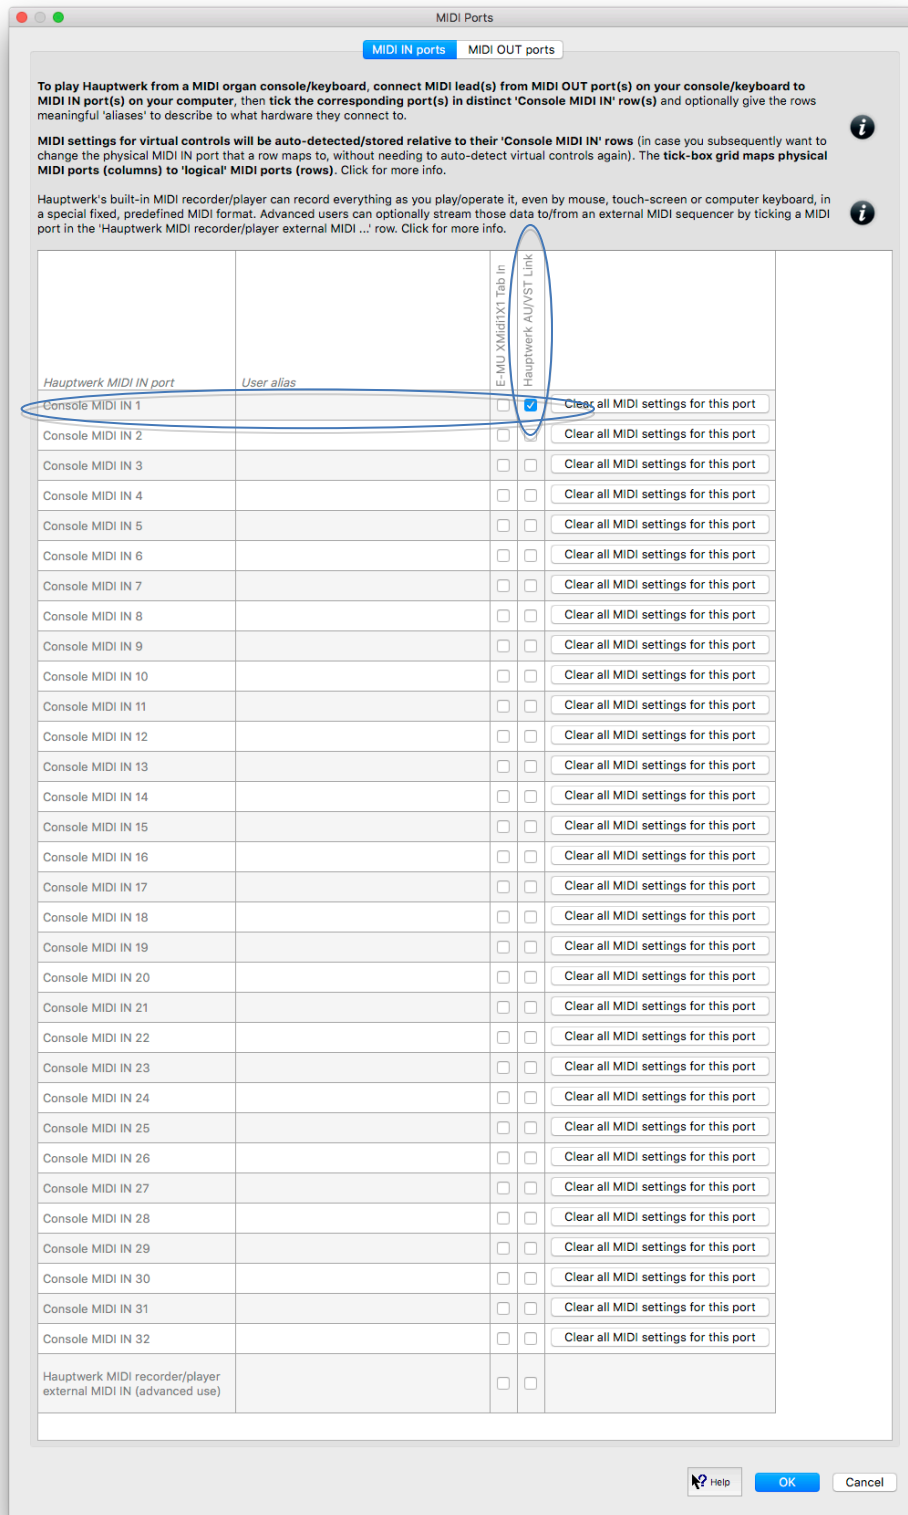 MIDI Ports
MIDI IN ports MIDI OUT ports
To play Hauptwerk from a MIDI organ console/keyboard, connect MIDI lead(s) from MIDI OUT port(s) on your console/keyboard to
MIDI IN port(s) on your computer, then tick the corresponding port(s) in distinct 'Console MIDI IN' row(s) and optionally give the rows
meaningful 'aliases' to describe to what hardware they connect to.
MIDI settings for virtual controls will be auto-detected/stored relative to their 'Console MIDI IN' rows (in case you subsequently want to
change the physical MIDI IN port that a row maps to, without needing to auto-detect virtual controls again). The tick-box grid maps physical
MIDI ports (columns) to 'logical' MIDI ports (rows). Click for more info.
Hauptwerk's built-in MIDI recorder/player can record everything as you play/operate it, even by mouse, touch-screen or computer keyboard, in
a special fixed, predefined MIDI format. Advanced users can optionally stream those data to/from an external MIDI sequencer by ticking a MIDI
port in the 'Hauptwerk MIDI recorder/player external MIDI ...' row. Click for more info.
Hauptwerk MIDI IN port User alias
E-MU XMidi1X1 Tab In
Hauptwerk AU/VST Link
Console MIDI IN 1 Clear all MIDI settings for this port
Console MIDI IN 2 Clear all MIDI settings for this port
Console MIDI IN 3 Clear all MIDI settings for this port
Console MIDI IN 4 Clear all MIDI settings for this port
Console MIDI IN 5 Clear all MIDI settings for this port
Console MIDI IN 6 Clear all MIDI settings for this port
Console MIDI IN 7 Clear all MIDI settings for this port
Console MIDI IN 8 Clear all MIDI settings for this port
Console MIDI IN 9 Clear all MIDI settings for this port
Console MIDI IN 10 Clear all MIDI settings for this port
Console MIDI IN 11 Clear all MIDI settings for this port
Console MIDI IN 12 Clear all MIDI settings for this port
Console MIDI IN 13 Clear all MIDI settings for this port
Console MIDI IN 14 Clear all MIDI settings for this port
Console MIDI IN 15 Clear all MIDI settings for this port
Console MIDI IN 16 Clear all MIDI settings for this port
Console MIDI IN 17 Clear all MIDI settings for this port
Console MIDI IN 18 Clear all MIDI settings for this port
Console MIDI IN 19 Clear all MIDI settings for this port
Console MIDI IN 20 Clear all MIDI settings for this port
Console MIDI IN 21 Clear all MIDI settings for this port
Console MIDI IN 22 Clear all MIDI settings for this port
Console MIDI IN 23 Clear all MIDI settings for this port
Console MIDI IN 24 Clear all MIDI settings for this port
Console MIDI IN 25 Clear all MIDI settings for this port
Console MIDI IN 26 Clear all MIDI settings for this port
Console MIDI IN 27 Clear all MIDI settings for this port
Console MIDI IN 28 Clear all MIDI settings for this port
Console MIDI IN 29 Clear all MIDI settings for this port
Console MIDI IN 30 Clear all MIDI settings for this port
Console MIDI IN 31 Clear all MIDI settings for this port
Console MIDI IN 32 Clear all MIDI settings for this port
Hauptwerk MIDI recorder/player
external MIDI IN (advanced use)
Help OK Cancel